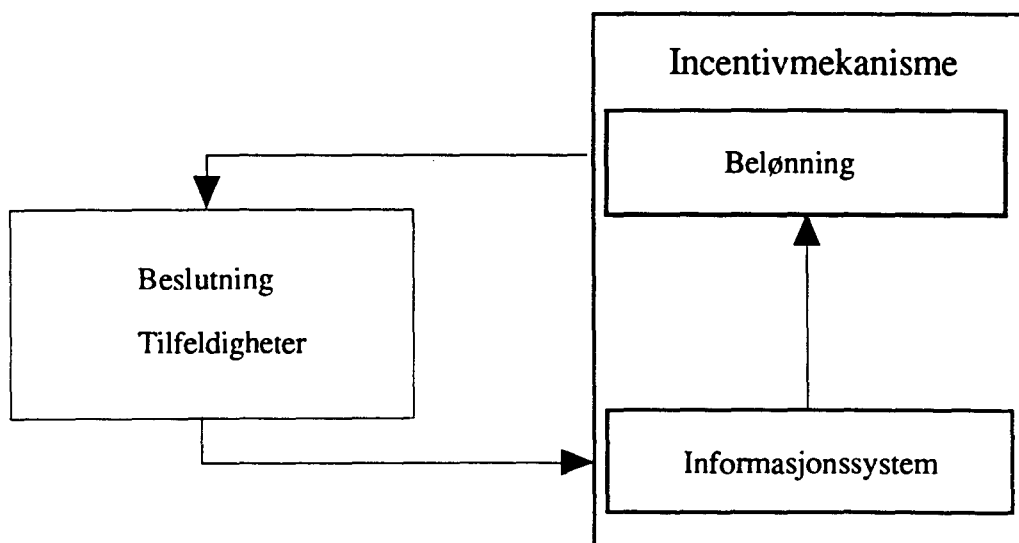 Incentivmekanisme
Belønning
Beslutning
Tilfeldigheter
Informasjonssystem